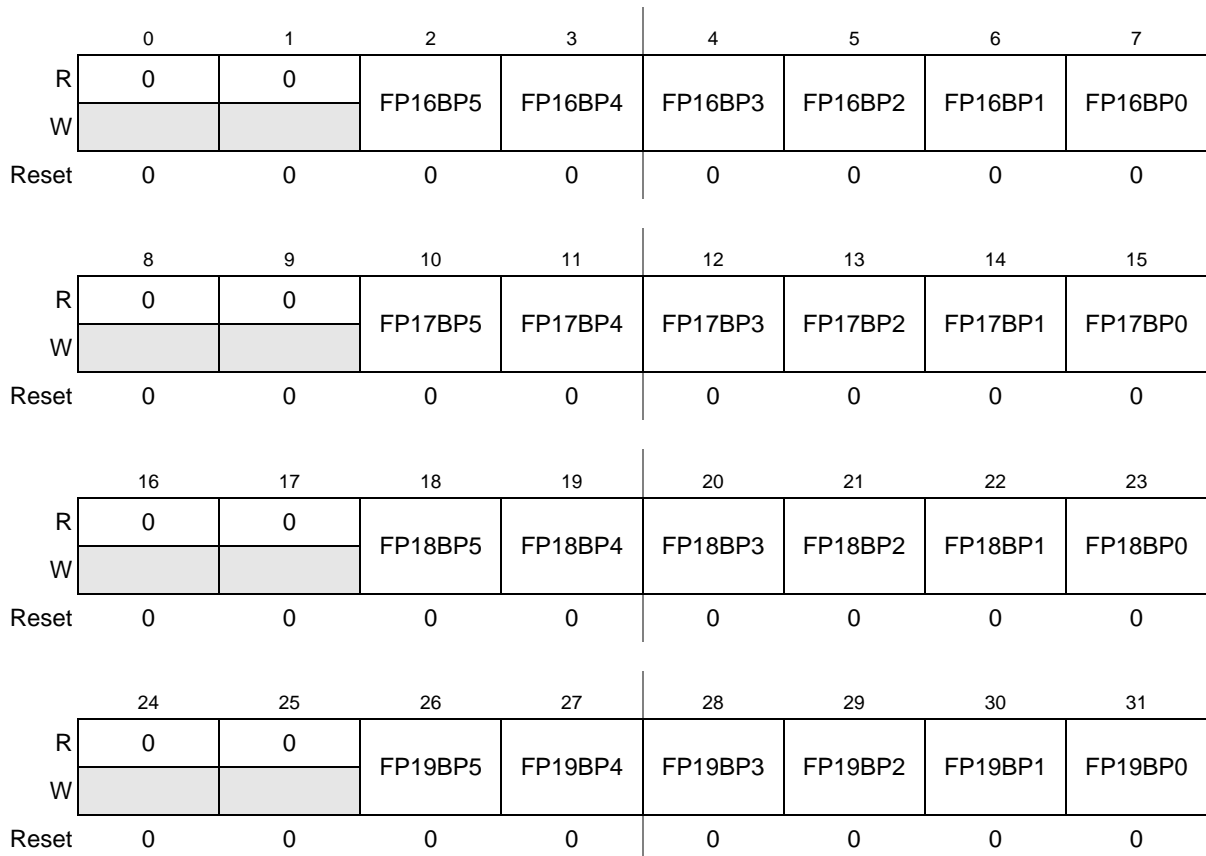 0 1 2 3 4 5 6 7
R 0 0 FP16BP5 FP16BP4 FP16BP3 FP16BP2 FP16BP1 FP16BP0
W
Reset 0 0 0 0 0 0 0 0
8 9 10 11 12 13 14 15
R 0 0 FP17BP5 FP17BP4 FP17BP3 FP17BP2 FP17BP1 FP17BP0
W
Reset 0 0 0 0 0 0 0 0
16 17 18 19 20 21 22 23
R 0 0 FP18BP5 FP18BP4 FP18BP3 FP18BP2 FP18BP1 FP18BP0
W
Reset 0 0 0 0 0 0 0 0
24 25 26 27 28 29 30 31
R 0 0 FP19BP5 FP19BP4 FP19BP3 FP19BP2 FP19BP1 FP19BP0
W
Reset 0 0 0 0 0 0 0 0